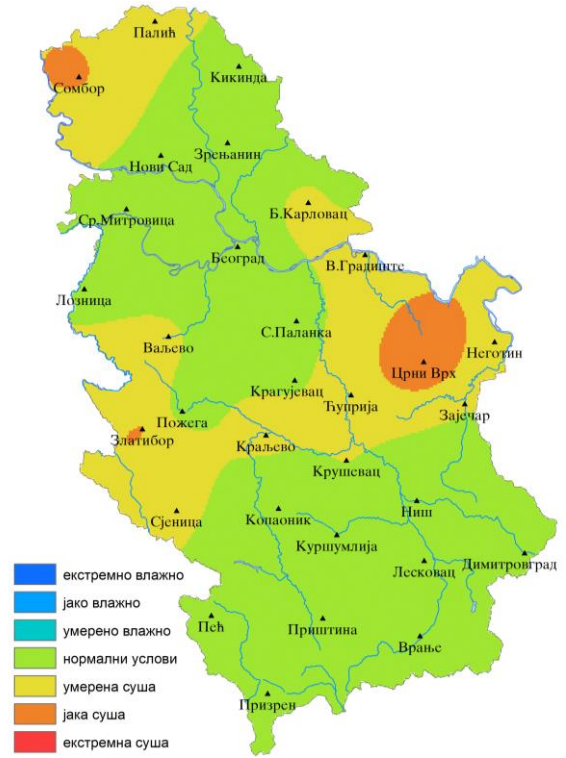 Палић
Кикинда
Сомбор
Зрењанин
Нови Сад
Б.Карловац
Ср.Митровица
Београд
В.Градиште
Лозница
С.Паланка
Ваљево
Неготин
Црни Врх
Крагујевац
Ћуприја
Зајечар
Пожега
Златибор
Краљево
Крушевац
Сјеница
Копаоник
Ниш
Куршумлија
Димитровград
Лесковац
Пећ
Приштина
Врање
Призрен
екстремно влажно
јако влажно
умерено влажно
нормални услови
умерена суша
јака суша
екстремна суша